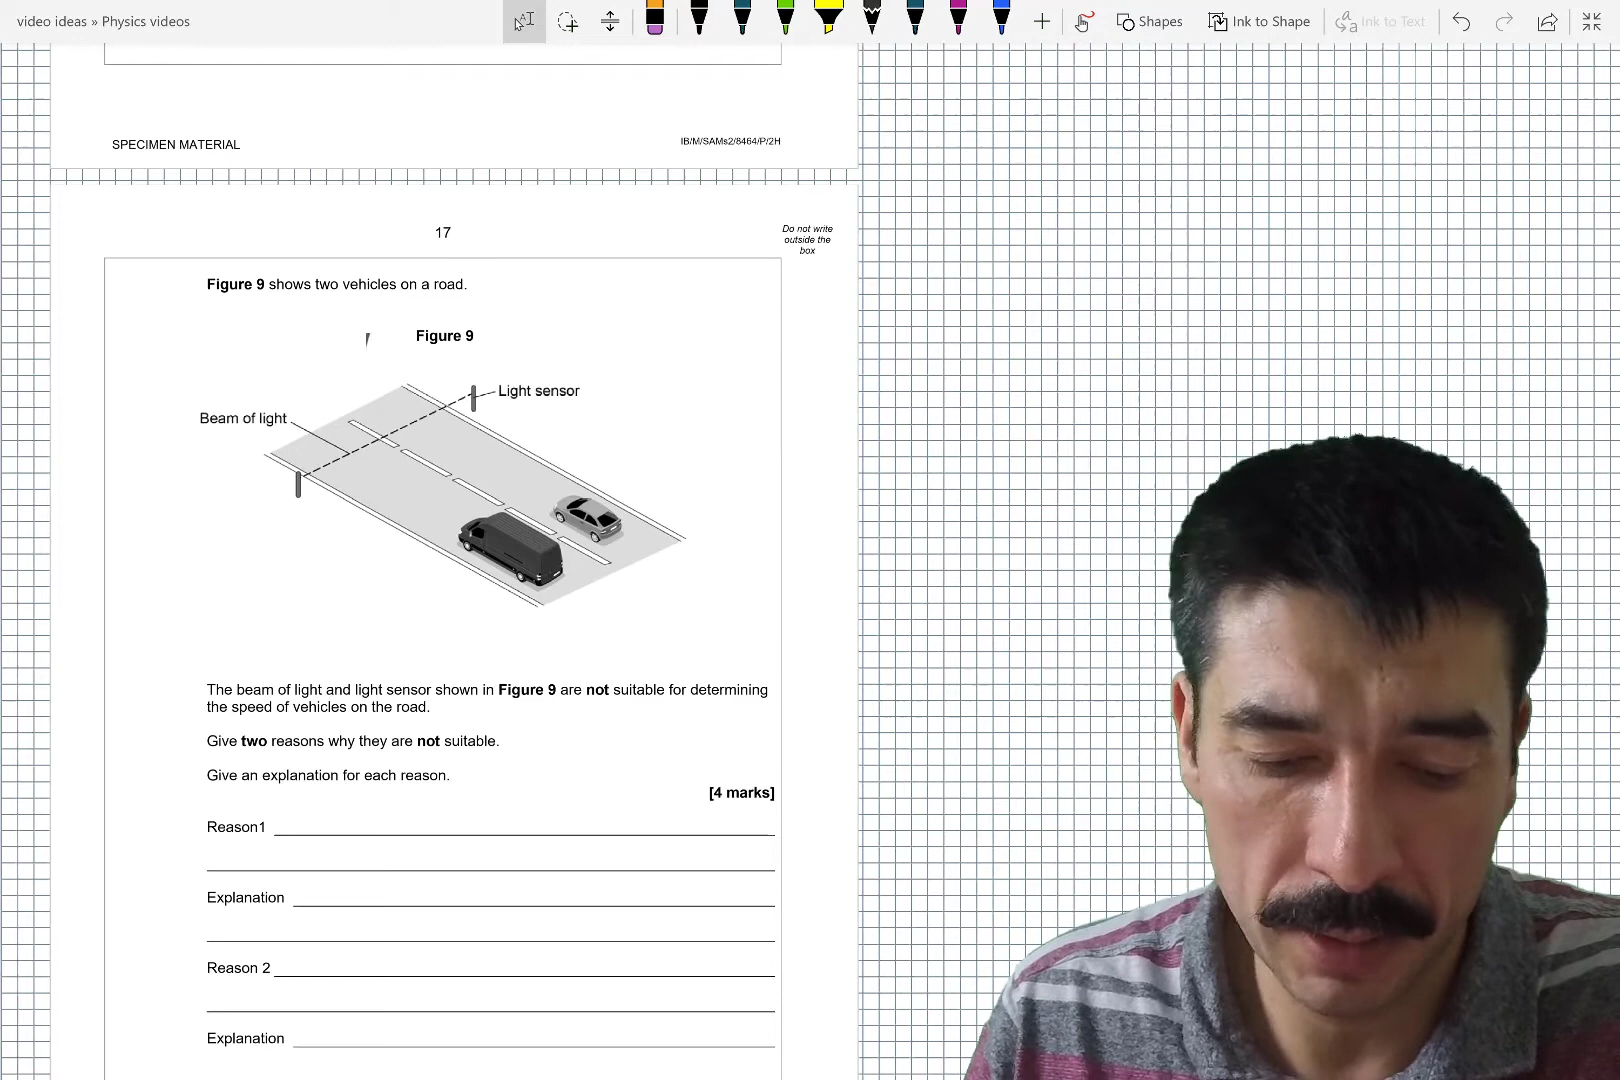 video ideas » Physics videos
Shapes
Ink to Shape
Ink to Text
SPECIMEN MATERIAL
IB/M/SAMs2/8464/P/2H
17
Do not write
outside the
box
Figure 9 shows two vehicles on a road.
Figure 9
Light sensor
Beam of light
The beam of light and light sensor shown in Figure 9 are not suitable for determining
the speed of vehicles on the road.
Give two reasons why they are not suitable.
Give an explanation for each reason.
[4 marks]
Reason1
Explanation
Reason 2
Explanation